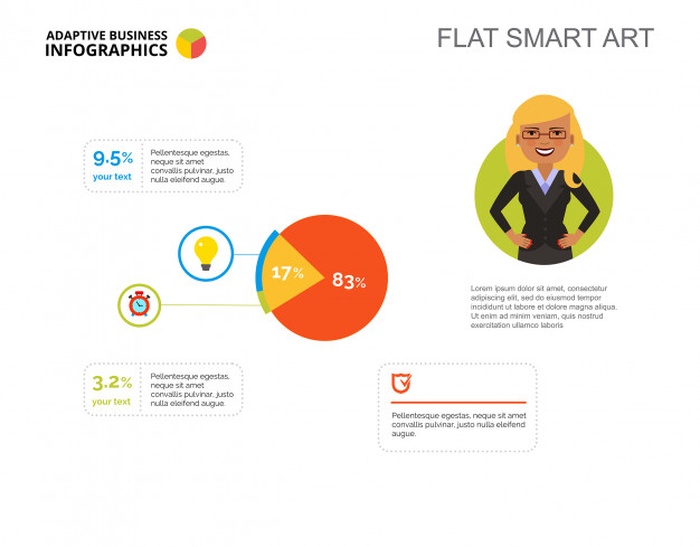 ADAPTIVE BUSINESS
INFOGRAPHICS
FLAT SMART ART
9.5%
your text
Pellentesque egestas,
neque sit amet
convallis pulvinar, justo
nulla eleifend augue.
17%
83%
Lorem ipsum dolor sit amet, consectetur
adipiscing elit, sed do eiusmod tempor
incididunt ut labore et dolore magna aliqua.
Ut enim ad minim veniam, quis nostrud
exercitation ullamco laboris
3.2%
your text
Pellentesque egestas,
neque sit amet
convallis pulvinar, justo
nulla eleifend augue.
Pellentesque egestas, neque sit amet
convallis pulvinar, justo nulla eleifend
augue.